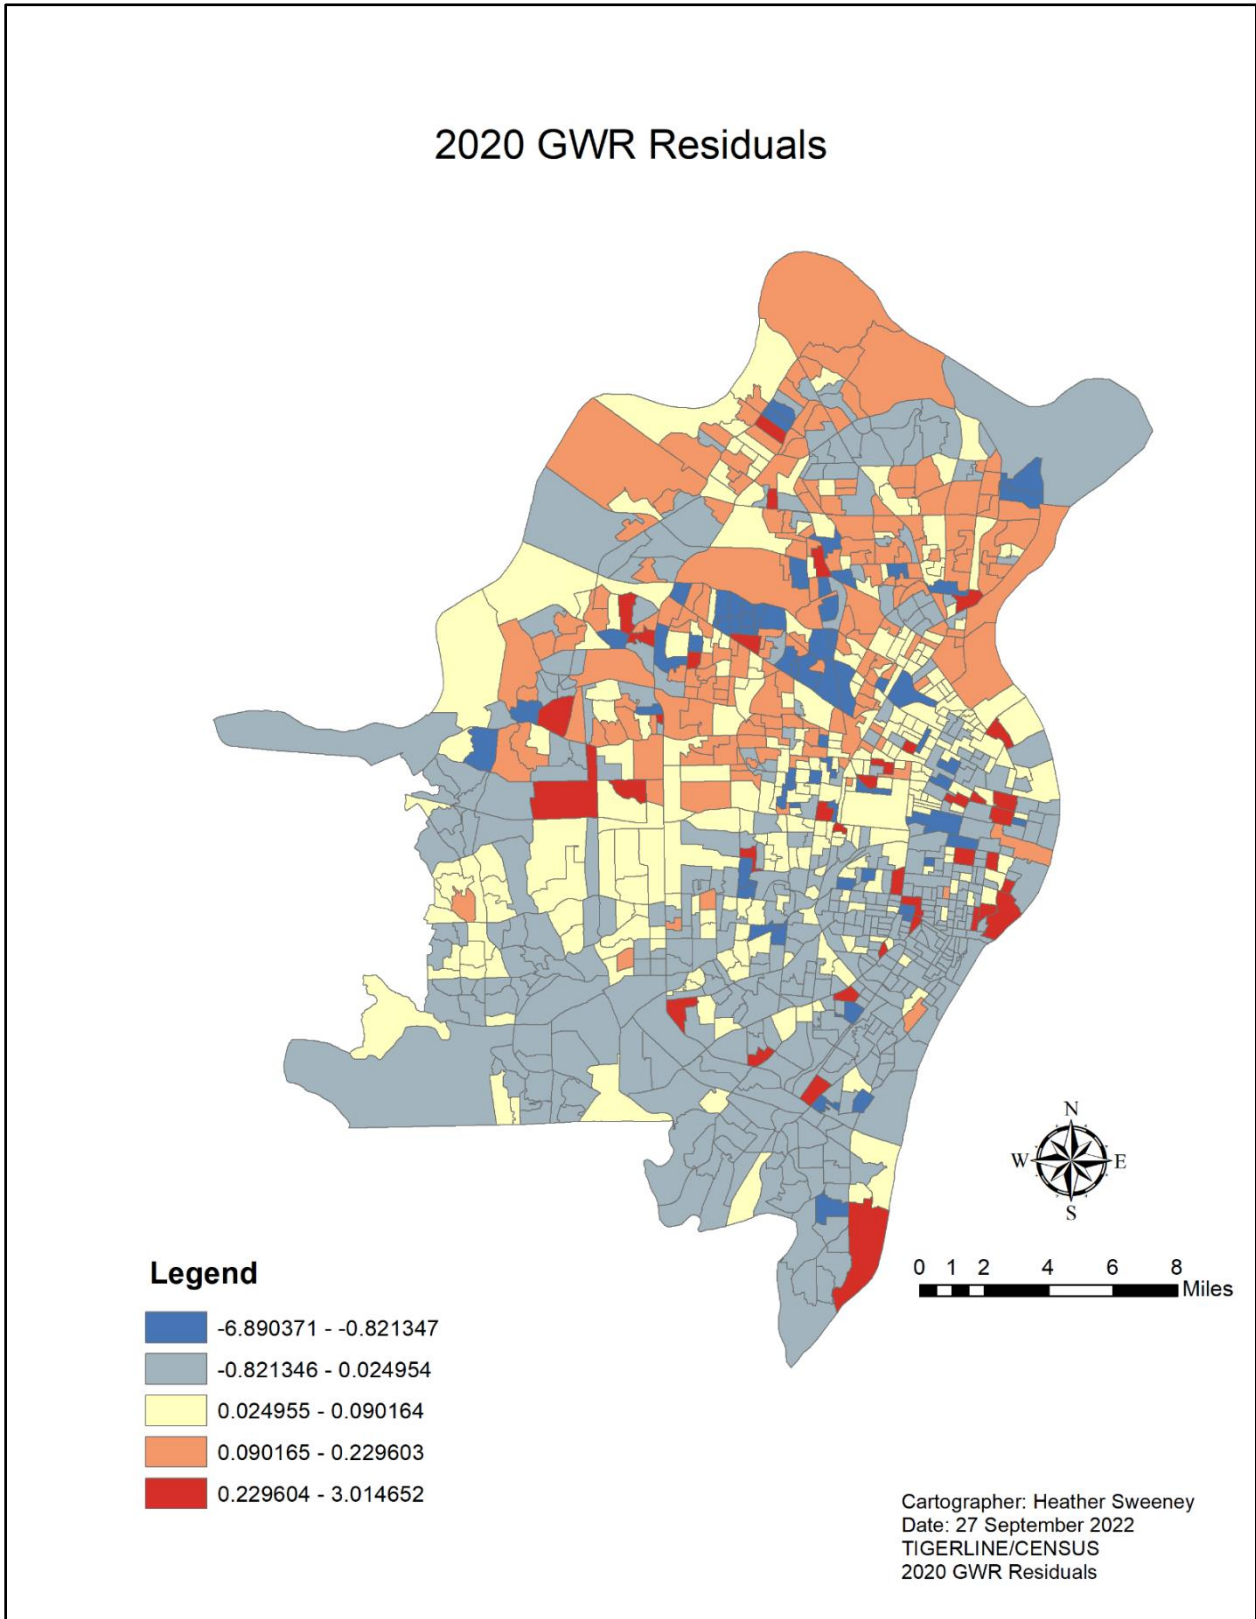 2020 GWR Residuals
N
W E
S
0 1 2 4 6 8
Miles
Legend
-6.890371 - -0.821347
-0.821346 - 0.024954
0.024955 - 0.090164
0.090165 - 0.229603
0.229604 - 3.014652
Cartographer: Heather Sweeney
Date: 27 September 2022
TIGERLINE/CENSUS
2020 GWR Residuals